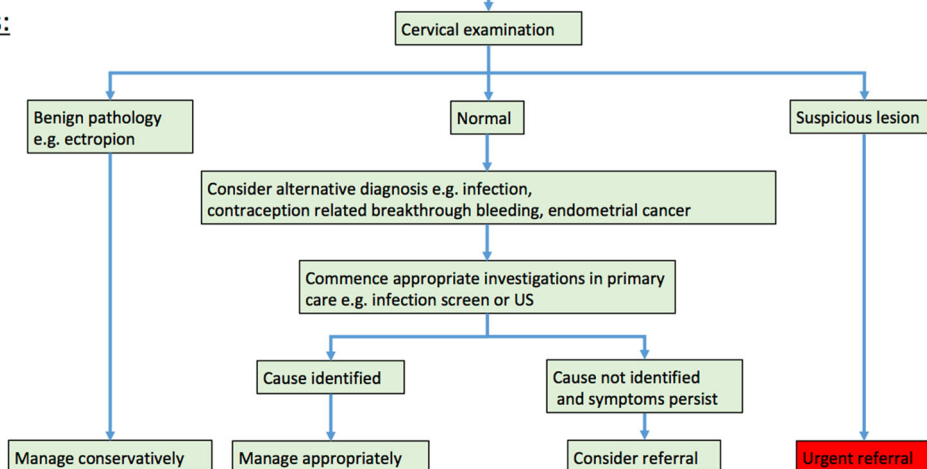 s:
Cervical examination
Benign pathology
e.g. ectropion
Normal
Suspicious lesion
Consider alternative diagnosis e.g. infection,
contraception related breakthrough bleeding, endometrial cancer
Commence appropriate investigations in primary
care e.g. infection screen or US
Cause identified
Cause not identified
and symptoms persist
Manage conservatively
Manage appropriately
Consider referral
Urgent referral